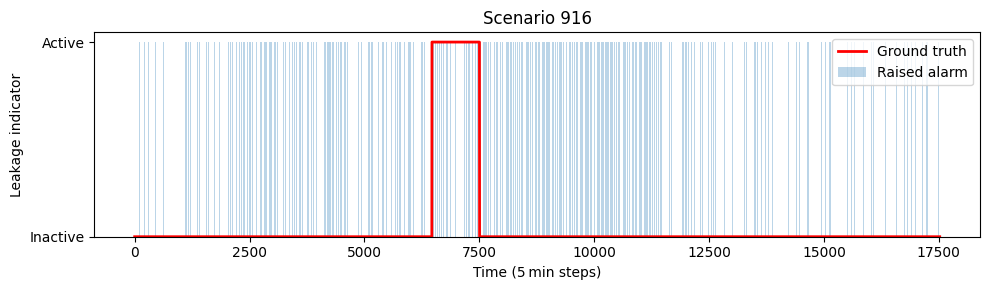 Scenario 916
Active
Inactive
Leakage indicator
Ground truth
Raised alarm
0
2500
5000
7500
10000
12500
15000
17500
Time (5 min steps)